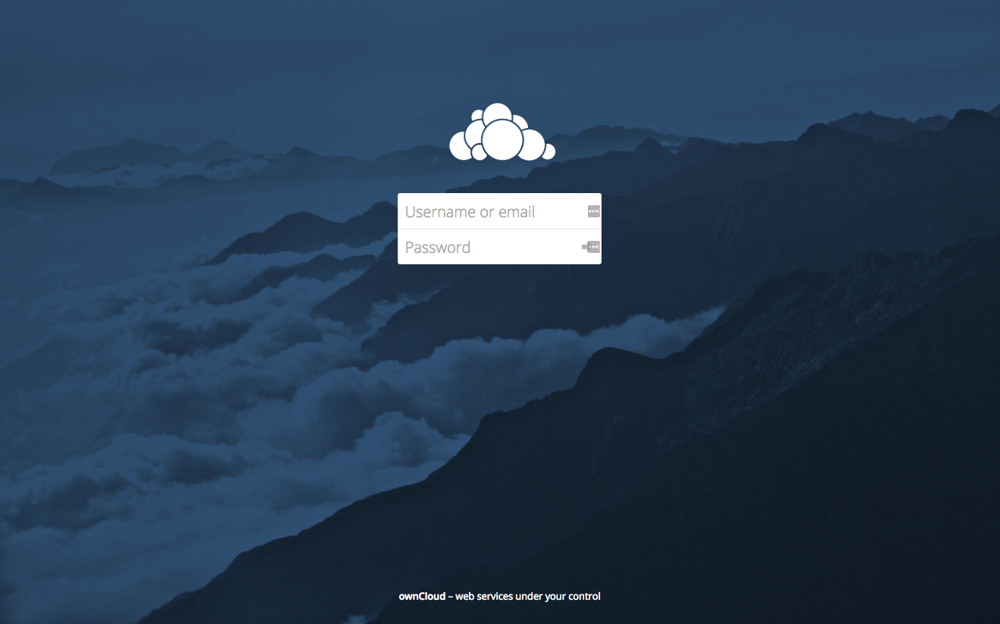 Username or email
Password
ownCloud – web services under your control